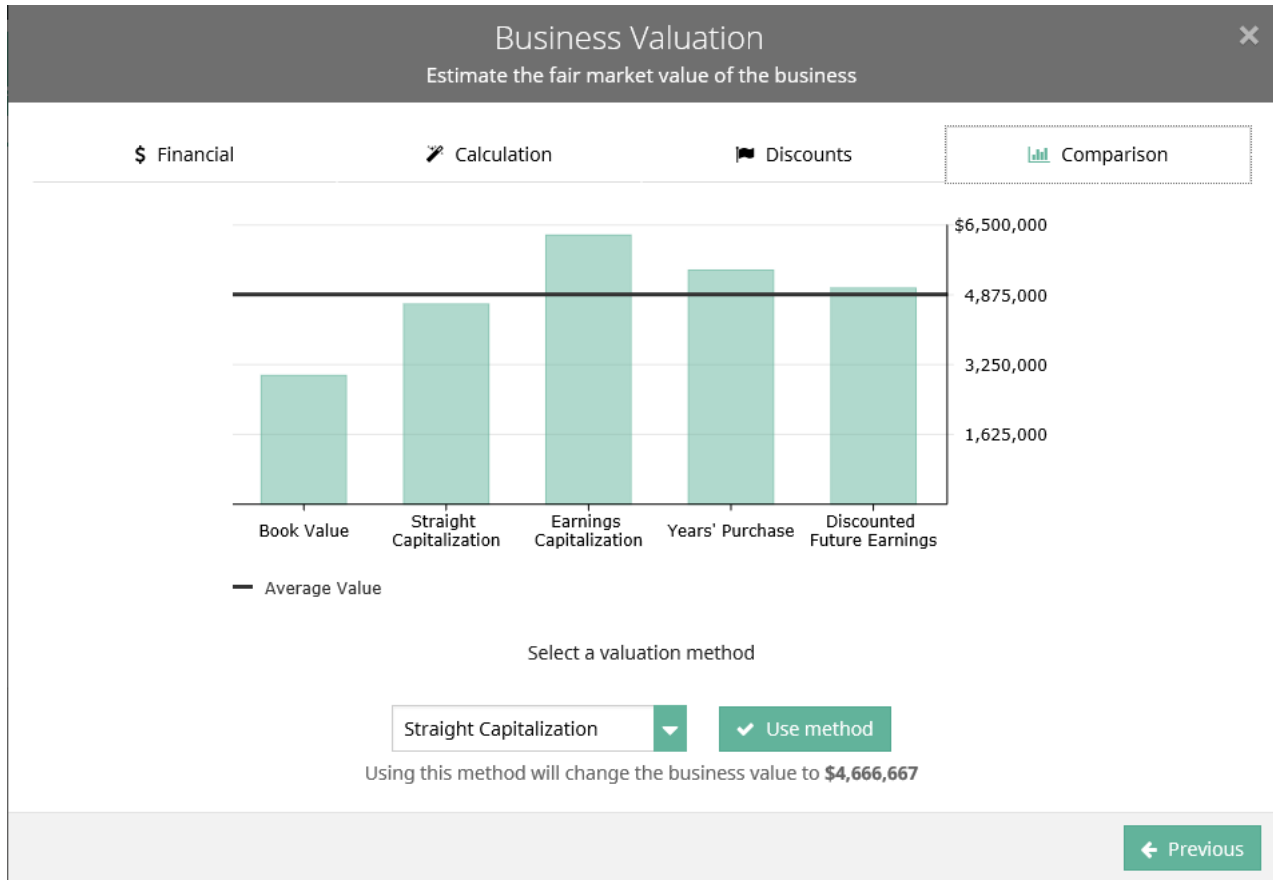 Business Valuation
Estimate the fair market value of the business
$ Financial
Calculation
Discounts
Comparison
$6,500,000
4,875,000
3,250,000
1,625,000
Book Value
Straight
Capitalization
Earnings
Capitalization
Years' Purchase
Discounted
Future Earnings
Average Value
Select a valuation method
Straight Capitalization
Use method
Using this method will change the business value to $4,666,667
Previous